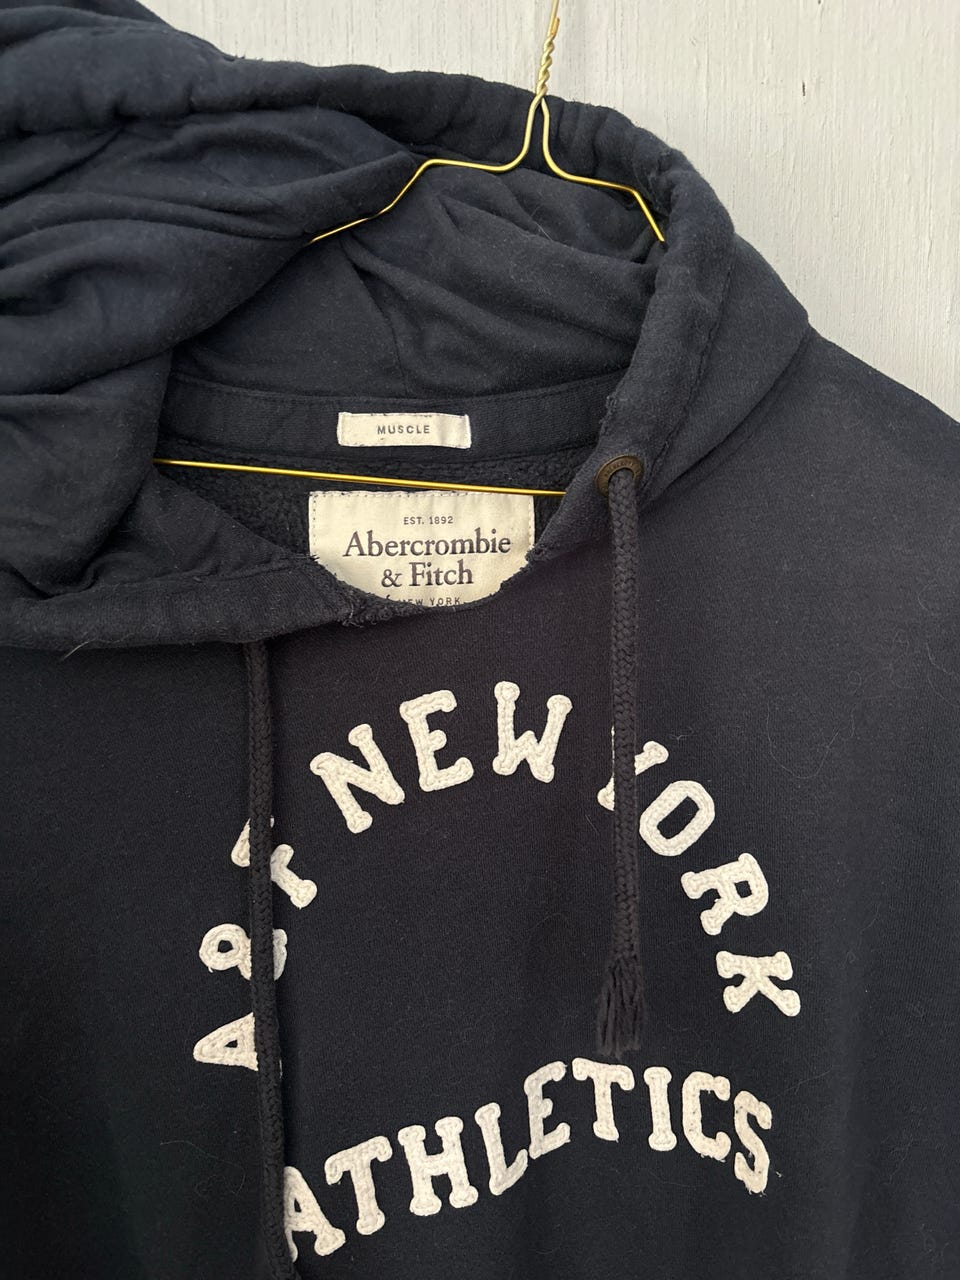 MUSCLE
EST. 1892
Abercrombie
& Fitch
NEW YORK
A&F NEW YORK
ATHLETICS